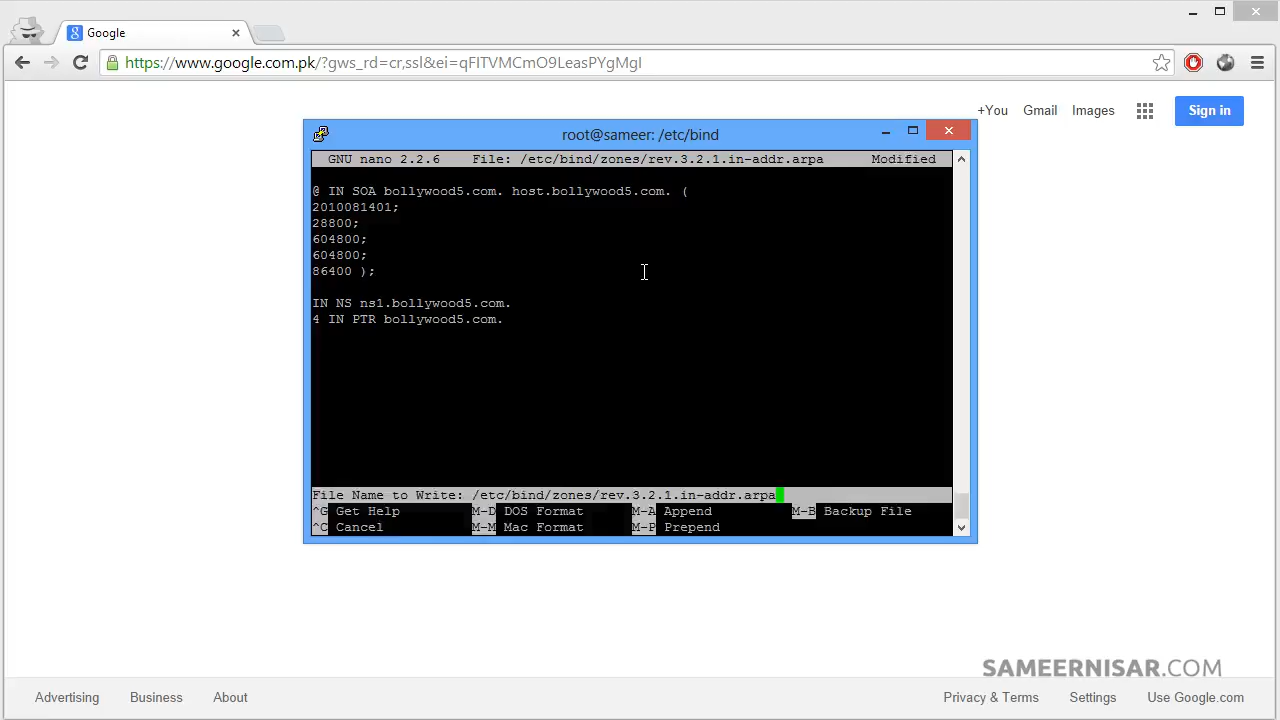 Google
https://www.google.com.pk/?gws_rd=cr,ssl&ei=qFITVMCmO9LeasPYgMgI
+You Gmail Images Sign in
root@sameer: /etc/bind
GNU nano 2.2.6 File: /etc/bind/zones/rev.3.2.1.in-addr.arpa Modified
@ IN SOA bollywood5.com. host.bollywood5.com. (
2010081401;
28800;
604800;
604800;
86400 );
IN NS ns1.bollywood5.com.
4 IN PTR bollywood5.com.
File Name to Write: /etc/bind/zones/rev.3.2.1.in-addr.arpa
^G Get Help M-D DOS Format M-A Append M-B Backup File
^C Cancel M-M Mac Format M-P Prepend
SAMEERNISAR.COM
Advertising Business About Privacy & Terms Settings Use Google.com